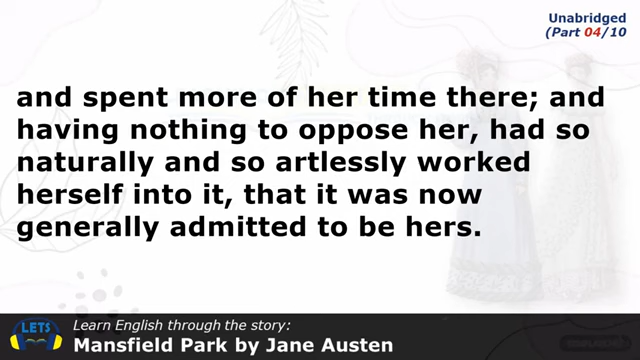 Unabridged
(Part 04/10
and spent more of her time there; and
having nothing to oppose her, had so
naturally and so artlessly worked
herself into it, that it was now
generally admitted to be hers.
LETS
Learn English through the story:
Mansfield Park by Jane Austen